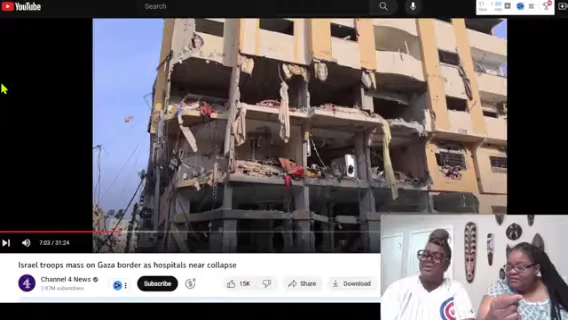 YouTube
Search
7:03 / 31:24
Israel troops mass on Gaza border as hospitals near collapse
Channel 4 News
Subscribe
15K
Share
Download